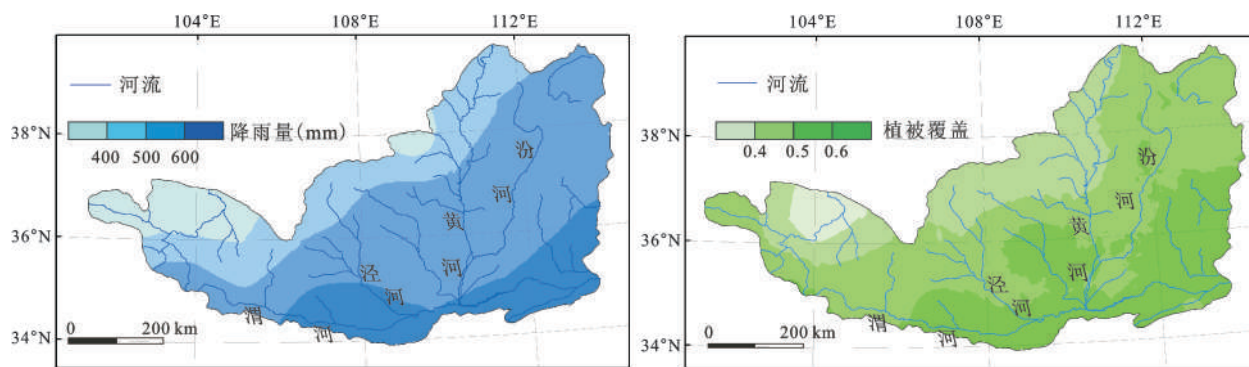 104°E 108°E 112°E
河流
降雨量(mm)
400 500 600
38°N
36°N
34°N
汾
河
黄
河
泾
河
渭
河
0 200 km
104°E 108°E 112°E
河流
植被覆盖
0.4 0.5 0.6
38°N
36°N
34°N
汾
河
黄
河
泾
河
渭
河
0 200 km